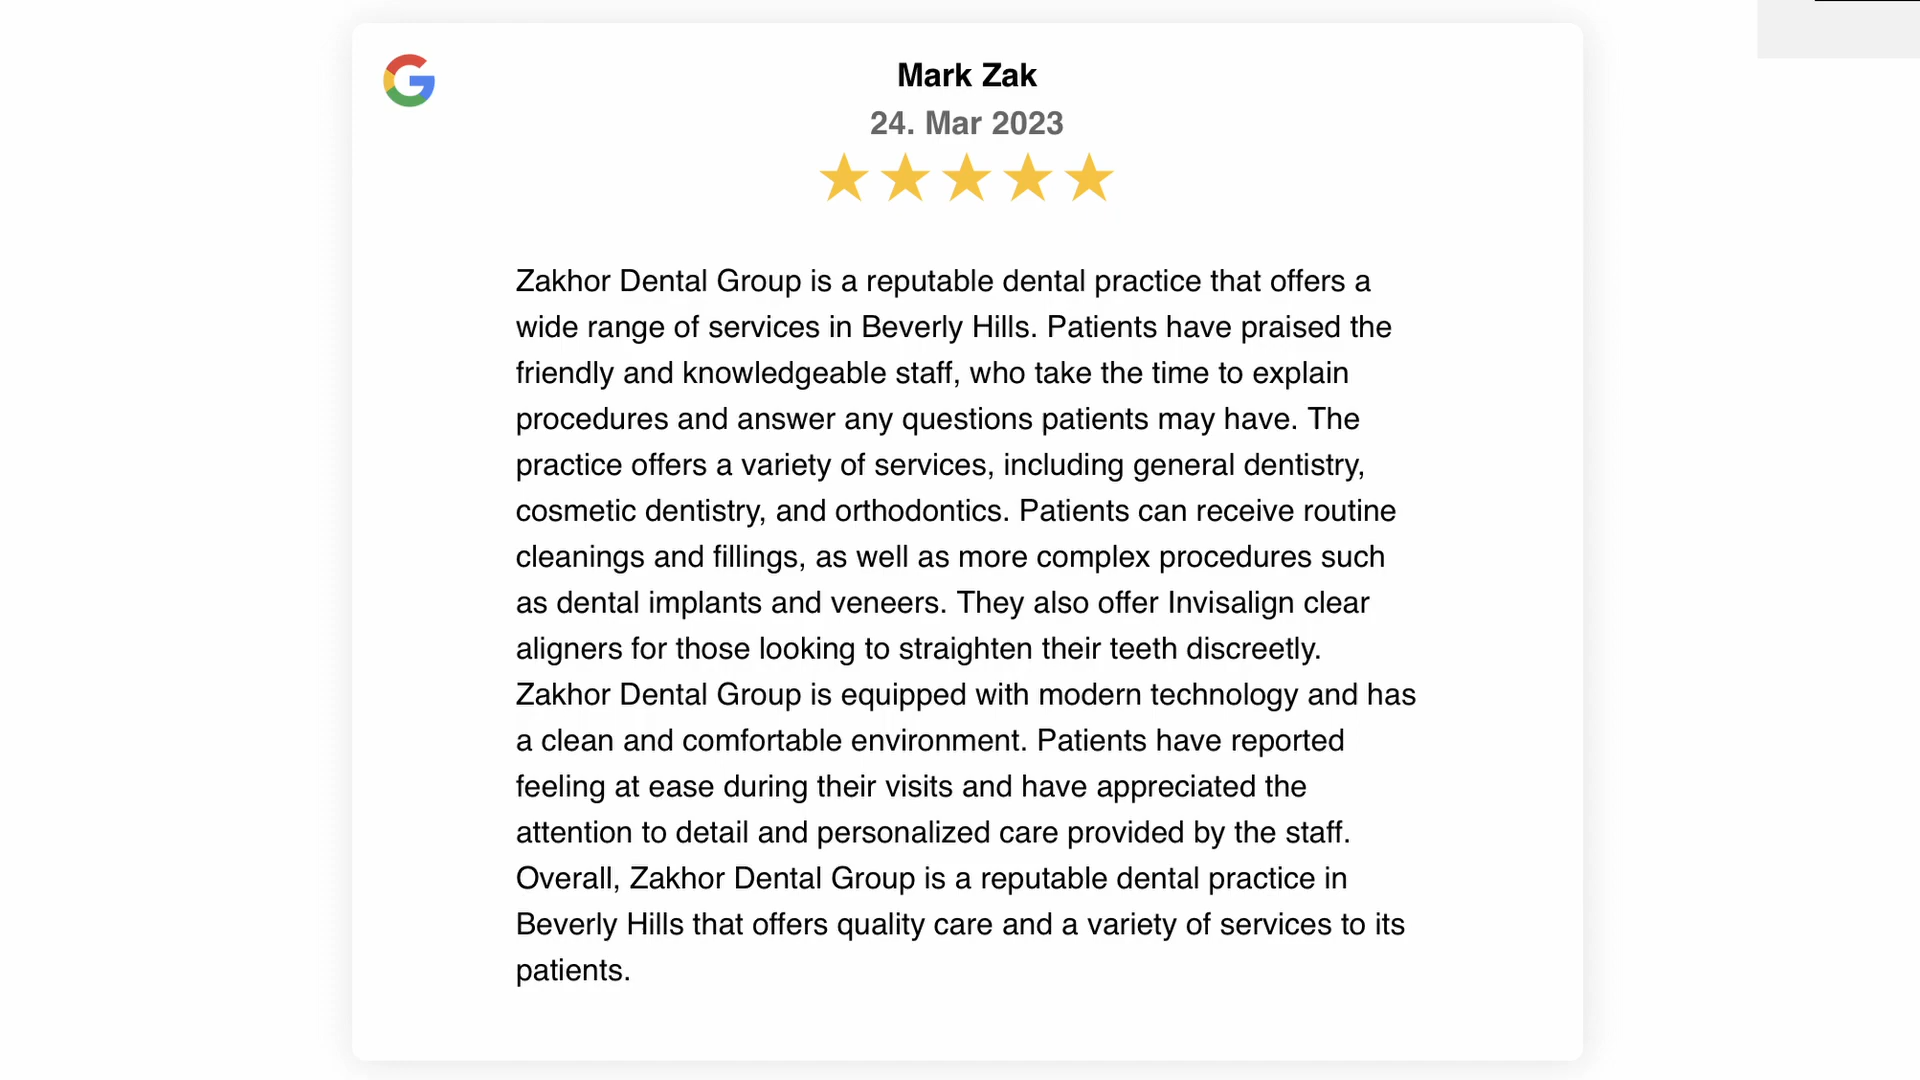 Mark Zak
24. Mar 2023
Zakhor Dental Group is a reputable dental practice that offers a
wide range of services in Beverly Hills. Patients have praised the
friendly and knowledgeable staff, who take the time to explain
procedures and answer any questions patients may have. The
practice offers a variety of services, including general dentistry,
cosmetic dentistry, and orthodontics. Patients can receive routine
cleanings and fillings, as well as more complex procedures such
as dental implants and veneers. They also offer Invisalign clear
aligners for those looking to straighten their teeth discreetly.
Zakhor Dental Group is equipped with modern technology and has
a clean and comfortable environment. Patients have reported
feeling at ease during their visits and have appreciated the
attention to detail and personalized care provided by the staff.
Overall, Zakhor Dental Group is a reputable dental practice in
Beverly Hills that offers quality care and a variety of services to its
patients.